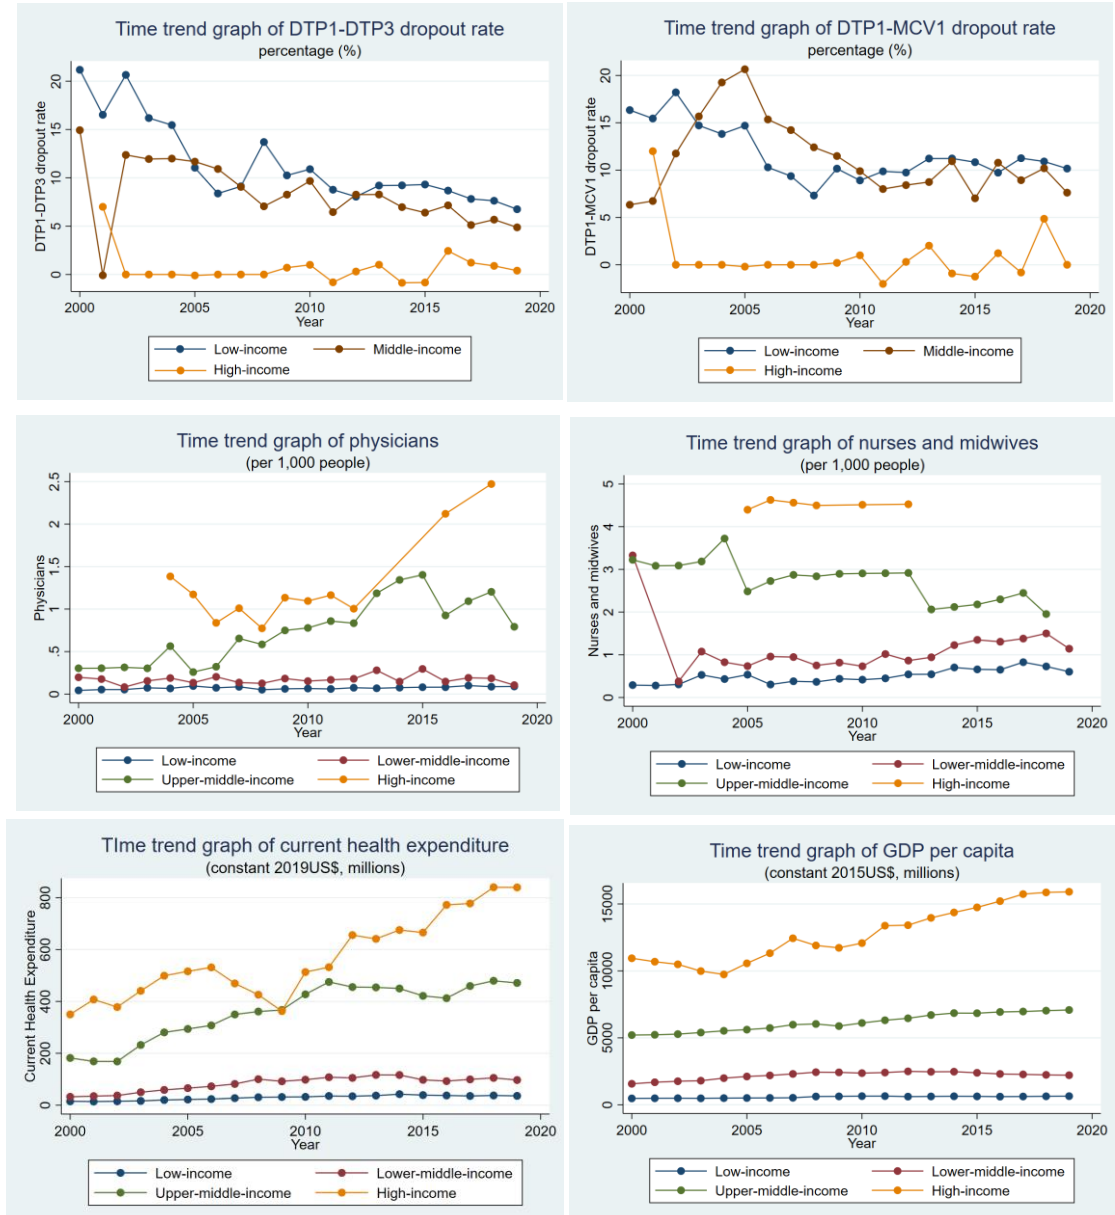 Time trend graph of DTP1-DTP3 dropout rate
percentage (%)
DTP1-DTP3 dropout rate
20
15
10
5
0
2000 2005 2010 2015 2020
Year
Low-income Middle-income
High-income
Time trend graph of DTP1-MCV1 dropout rate
percentage (%)
DTP1-MCV1 dropout rate
20
15
10
5
0
2000 2005 2010 2015 2020
Year
Low-income Middle-income
High-income
Time trend graph of physicians
(per 1,000 people)
Physicians
2.5
2
1.5
1
.5
0
2000 2005 2010 2015 2020
Year
Low-income Lower-middle-income
Upper-middle-income High-income
Time trend graph of nurses and midwives
(per 1,000 people)
Nurses and midwives
5
4
3
2
1
0
2000 2005 2010 2015 2020
Year
Low-income Lower-middle-income
Upper-middle-income High-income
TIme trend graph of current health expenditure
(constant 2019US$, millions)
Current Health Expenditure
800
600
400
200
0
2000 2005 2010 2015 2020
Year
Low-income Lower-middle-income
Upper-middle-income High-income
Time trend graph of GDP per capita
(constant 2015US$, millions)
GDP per capita
15000
10000
5000
0
2000 2005 2010 2015 2020
Year
Low-income Lower-middle-income
Upper-middle-income High-income